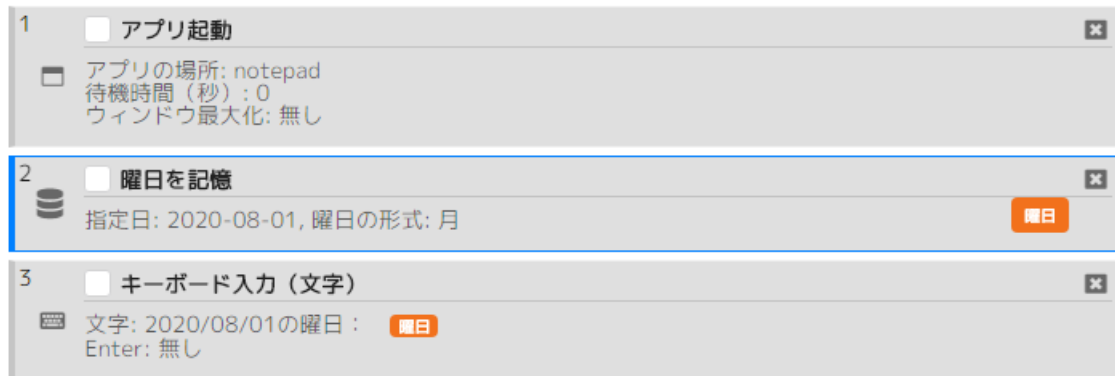 1
アプリ起動
アプリの場所: notepad
待機時間（秒）: 0
ウィンドウ最大化: 無し
2
曜日を記憶
指定日: 2020-08-01, 曜日の形式: 月
曜日
3
キーボード入力（文字）
文字: 2020/08/01の曜日： 曜日
Enter: 無し